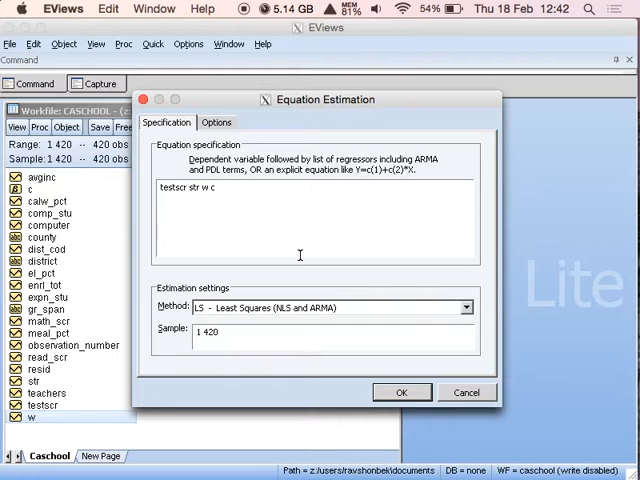 EViews Edit Window Help 5.14 GB MEM 81% 54% Thu 18 Feb 12:42
EViews
File Edit Object View Proc Quick Options Window Help
Command
Command Capture
Workfile: CASCHOOL - (z:
View Proc Object Save Free
Range: 1 420 -- 420 obs
Sample: 1 420 -- 420 obs
avginc
c
calw_pct
comp_stu
computer
county
dist_cod
district
el_pct
enrl_tot
expn_stu
gr_span
math_scr
meal_pct
observation_number
read_scr
resid
str
teachers
testscr
w
Caschool New Page
Equation Estimation
Specification Options
Equation specification
Dependent variable followed by list of regressors including ARMA
and PDL terms, OR an explicit equation like Y=c(1)+c(2)*X.
testscr str w c
Estimation settings
Method: LS - Least Squares (NLS and ARMA)
Sample: 1 420
OK Cancel
Lite
Path = z:/users/ravshonbek\documents DB = none WF = caschool (write disabled)